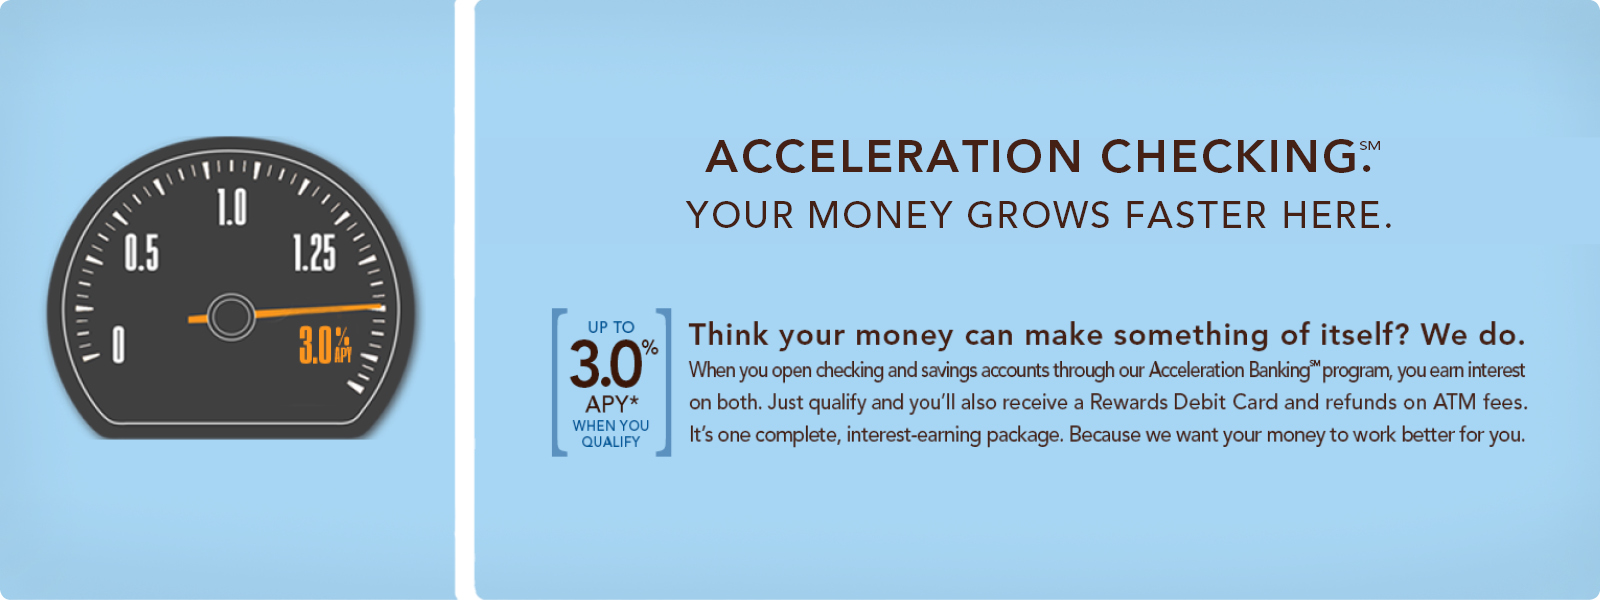 0
0.5
1.0
1.25
3.0% APY
ACCELERATION CHECKING.℠
YOUR MONEY GROWS FASTER HERE.
UP TO
3.0%
APY*
WHEN YOU
QUALIFY
Think your money can make something of itself? We do.
When you open checking and savings accounts through our Acceleration Banking℠ program, you earn interest
on both. Just qualify and you'll also receive a Rewards Debit Card and refunds on ATM fees.
It's one complete, interest-earning package. Because we want your money to work better for you.